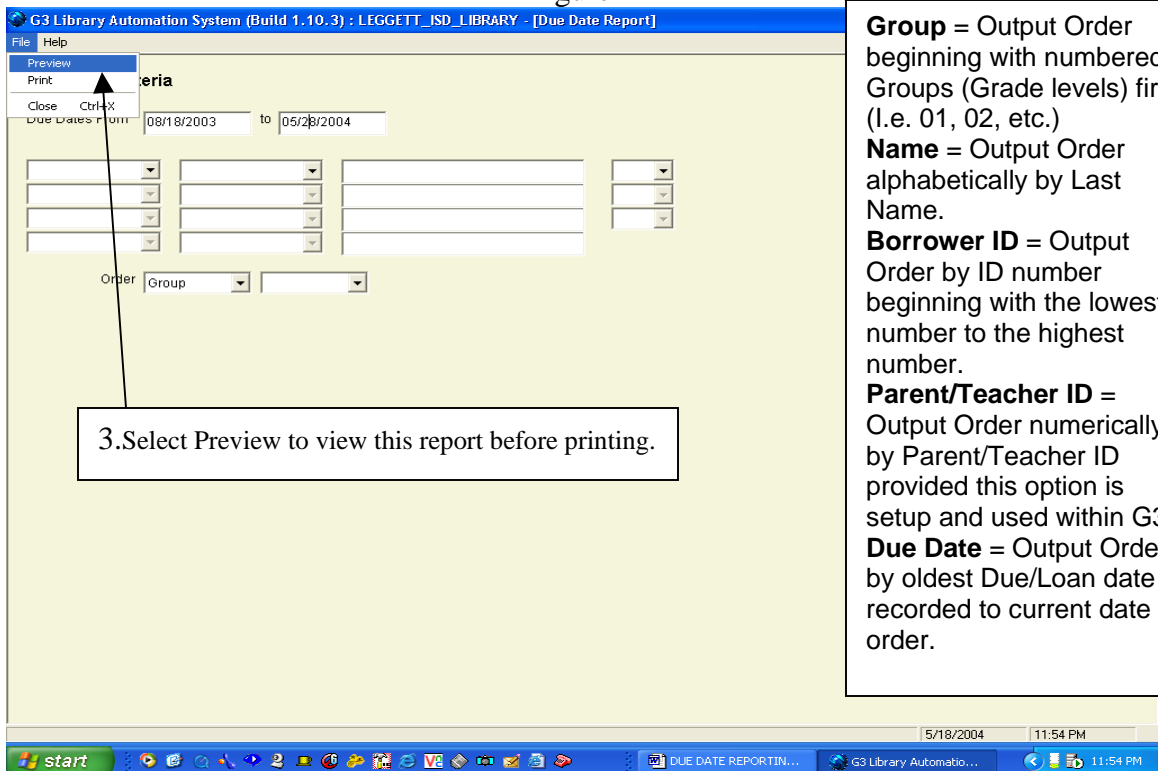 G3 Library Automation System (Build 1.10.3) : LEGGETT_ISD_LIBRARY - [Due Date Report]
File Help
Preview
Print
Close Ctrl+X
Due Dates From 08/18/2003 to 05/28/2004
Order Group
3.Select Preview to view this report before printing.
Group = Output Order
beginning with numbered
Groups (Grade levels)
(I.e. 01, 02, etc.)
Name = Output Order
alphabetically by Last
Name.
Borrower ID = Output
Order by ID number
beginning with the lowest
number to the highest
number.
Parent/Teacher ID =
Output Order numerically
by Parent/Teacher ID
provided this option is
setup and used within G3
Due Date = Output Order
by oldest Due/Loan date
recorded to current date
order.
5/18/2004 11:54 PM
start DUE DATE REPORTIN... G3 Library Automatio... 11:54 PM